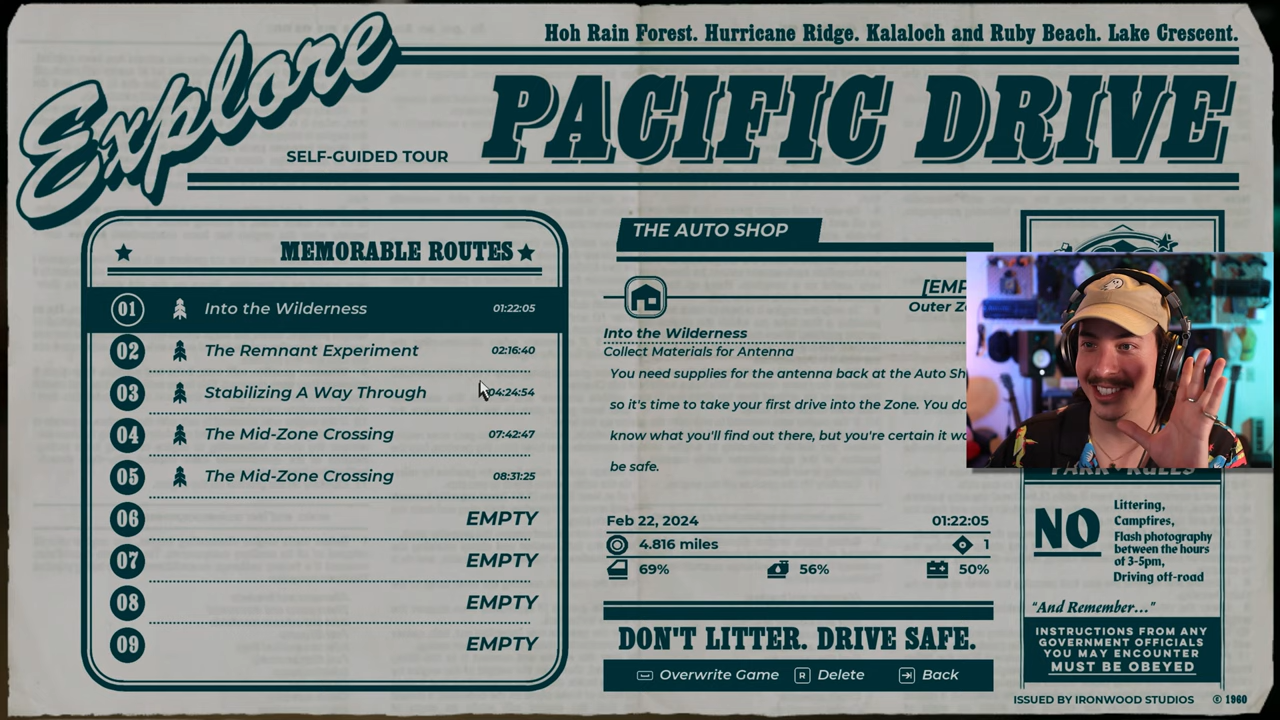 Explore
Hoh Rain Forest. Hurricane Ridge. Kalaloch and Ruby Beach. Lake Crescent.
PACIFIC DRIVE
SELF-GUIDED TOUR
MEMORABLE ROUTES
01 Into the Wilderness 01:22:05
02 The Remnant Experiment 02:16:40
03 Stabilizing A Way Through 04:24:54
04 The Mid-Zone Crossing 07:42:47
05 The Mid-Zone Crossing 08:31:25
06 EMPTY
07 EMPTY
08 EMPTY
09 EMPTY
THE AUTO SHOP
Outer
Into the Wilderness
Collect Materials for Antenna
You need supplies for the antenna back at the Auto
so it's time to take your first drive into the Zone. You
know what you'll find out there, but you're certain it
be safe.
Feb 22, 2024 01:22:05
4.816 miles 1
69% 56% 50%
DON'T LITTER. DRIVE SAFE.
Overwrite Game R Delete Back
PARK RULES
NO
Littering,
Campfires,
Flash photography
between the hours
of 3-5pm,
Driving off-road
"And Remember..."
INSTRUCTIONS FROM ANY
GOVERNMENT OFFICIALS
YOU MAY ENCOUNTER
MUST BE OBEYED
ISSUED BY IRONWOOD STUDIOS © 1960